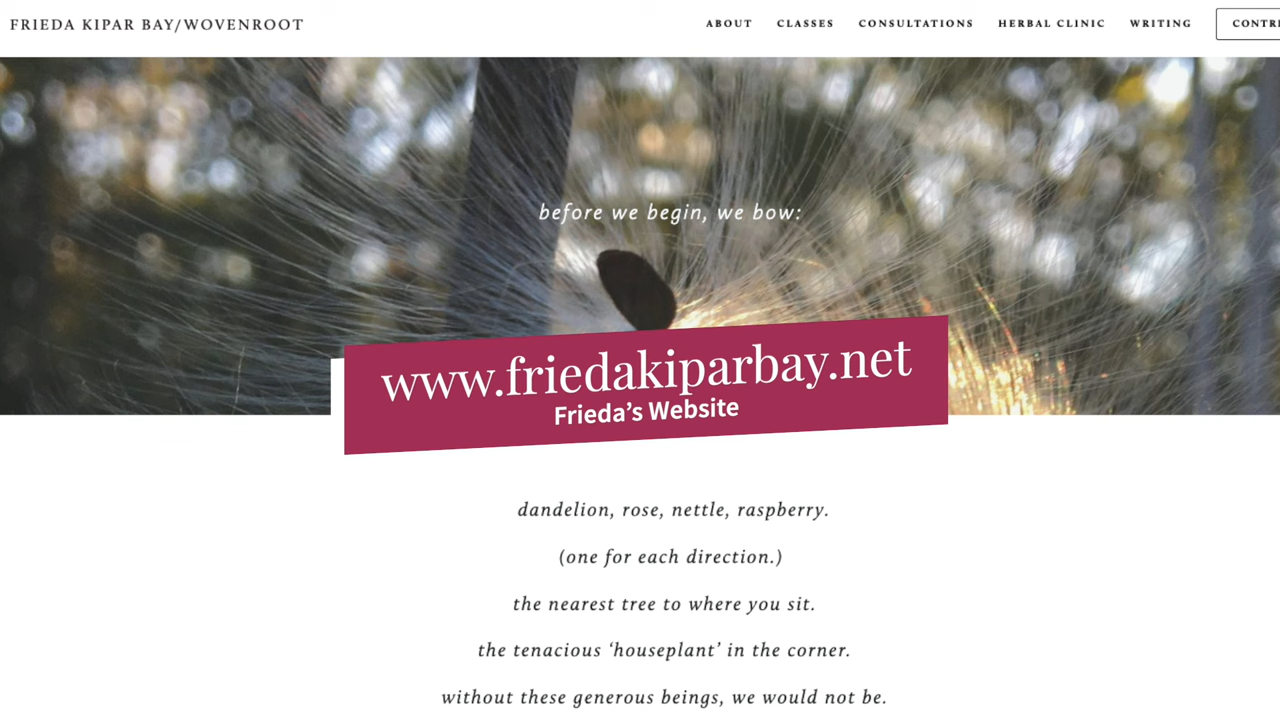 FRIEDA KIPAR BAY/WOVENROOT
ABOUT CLASSES CONSULTATIONS HERBAL CLINIC WRITING
before we begin, we bow:
www.friedakiparbay.net
Frieda’s Website
dandelion, rose, nettle, raspberry.
(one for each direction.)
the nearest tree to where you sit.
the tenacious ‘houseplant’ in the corner.
without these generous beings, we would not be.